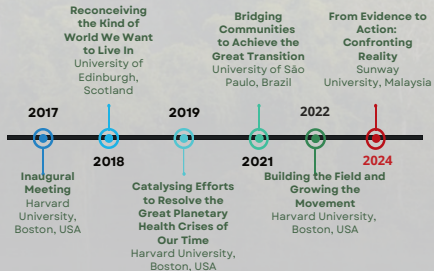 Reconceiving
the Kind of
World We Want
to Live In
University of
Edinburgh,
Scotland
Bridging
Communities
to Achieve the
Great Transition
University of São
Paulo, Brazil
From Evidence to
Action:
Confronting
Reality
Sunway
University, Malaysia
2017
2019
2022
2018
2021
2024
Inaugural
Meeting
Harvard
University,
Boston, USA
Catalysing Efforts
to Resolve the
Great Planetary
Health Crises of
Our Time
Harvard University,
Boston, USA
Building the Field and
Growing the
Movement
Harvard University,
Boston, USA